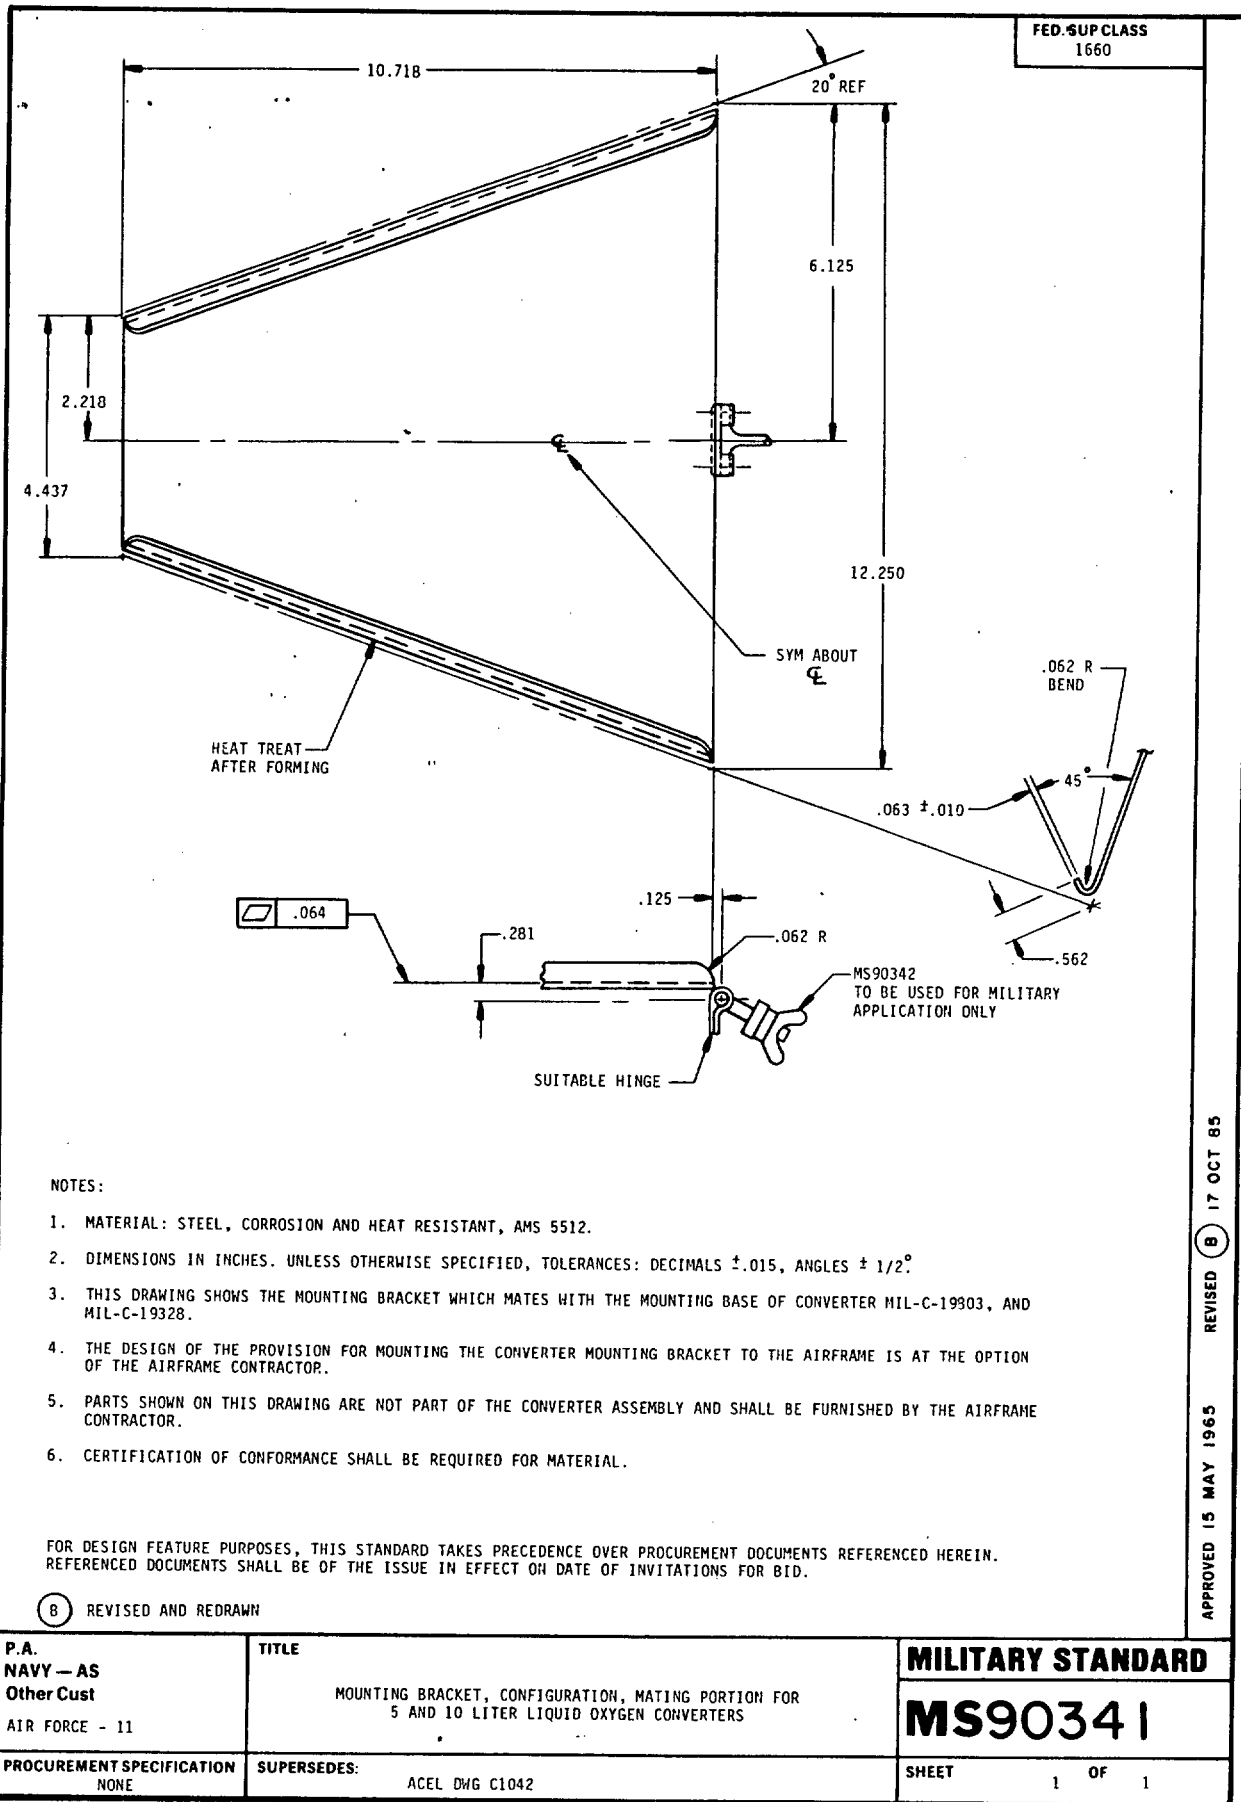 FED. SUP CLASS
1660
10.718
20° REF
6.125
2.218
4.437
℄
12.250
SYM ABOUT
℄
.062 R
BEND
HEAT TREAT
AFTER FORMING
45°
.063 ±.010
.125
.064
.281
.062 R
.562
MS90342
TO BE USED FOR MILITARY
APPLICATION ONLY
SUITABLE HINGE
NOTES:
1. MATERIAL: STEEL, CORROSION AND HEAT RESISTANT, AMS 5512.
2. DIMENSIONS IN INCHES. UNLESS OTHERWISE SPECIFIED, TOLERANCES: DECIMALS ±.015, ANGLES ± 1/2°.
3. THIS DRAWING SHOWS THE MOUNTING BRACKET WHICH MATES WITH THE MOUNTING BASE OF CONVERTER MIL-C-19803, AND
MIL-C-19328.
4. THE DESIGN OF THE PROVISION FOR MOUNTING THE CONVERTER MOUNTING BRACKET TO THE AIRFRAME IS AT THE OPTION
OF THE AIRFRAME CONTRACTOR.
5. PARTS SHOWN ON THIS DRAWING ARE NOT PART OF THE CONVERTER ASSEMBLY AND SHALL BE FURNISHED BY THE AIRFRAME
CONTRACTOR.
6. CERTIFICATION OF CONFORMANCE SHALL BE REQUIRED FOR MATERIAL.
FOR DESIGN FEATURE PURPOSES, THIS STANDARD TAKES PRECEDENCE OVER PROCUREMENT DOCUMENTS REFERENCED HEREIN.
REFERENCED DOCUMENTS SHALL BE OF THE ISSUE IN EFFECT ON DATE OF INVITATIONS FOR BID.
B REVISED AND REDRAWN
APPROVED 15 MAY 1965 REVISED B 17 OCT 85
P.A.
NAVY — AS
Other Cust
AIR FORCE - 11
TITLE
MOUNTING BRACKET, CONFIGURATION, MATING PORTION FOR
5 AND 10 LITER LIQUID OXYGEN CONVERTERS
MILITARY STANDARD
MS90341
PROCUREMENT SPECIFICATION
NONE
SUPERSEDES:
ACEL DWG C1042
SHEET 1 OF 1